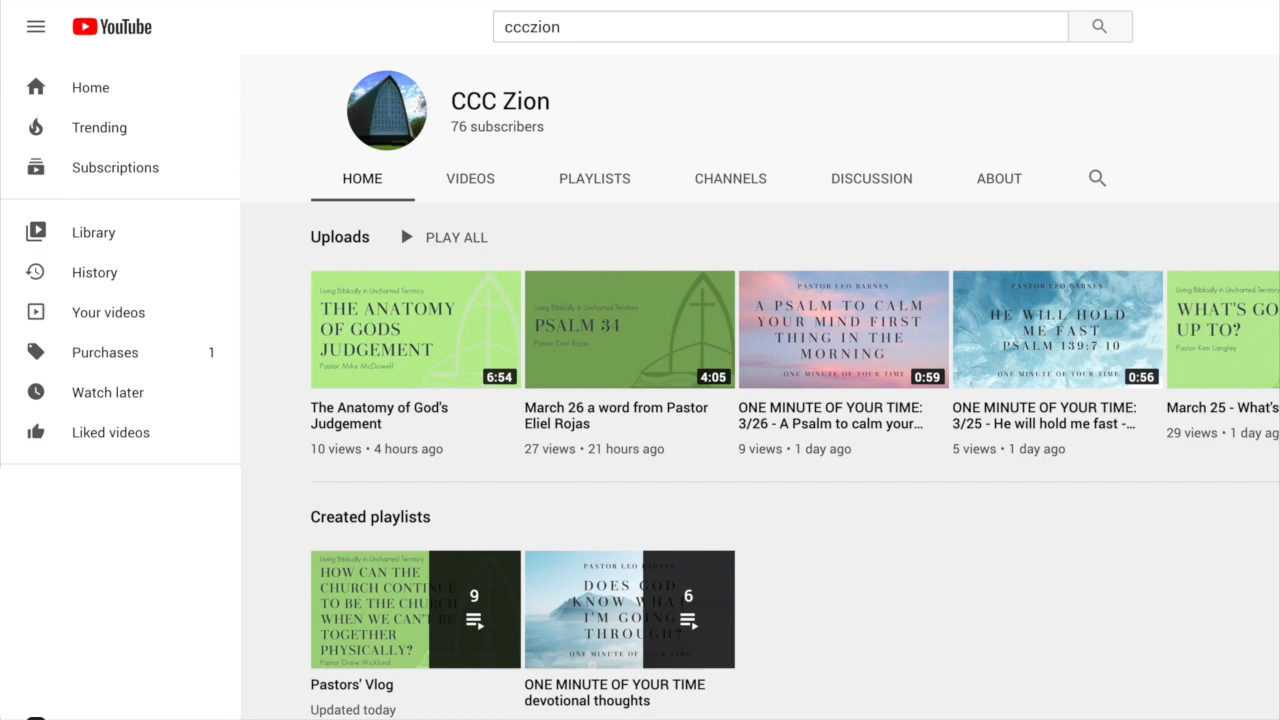 YouTube
ccczion
Home
Trending
Subscriptions
Library
History
Your videos
Purchases 1
Watch later
Liked videos
CCC Zion
76 subscribers
HOME VIDEOS PLAYLISTS CHANNELS DISCUSSION ABOUT
Uploads PLAY ALL
Living Biblically in Uncharted Territory
THE ANATOMY
OF GODS
JUDGEMENT
Pastor Mike McDowell
6:54
The Anatomy of God's
Judgement
10 views • 4 hours ago
Living Biblically in Uncharted Territory
PSALM 34
Pastor Eliel Rojas
4:05
March 26 a word from Pastor
Eliel Rojas
27 views • 21 hours ago
PASTOR LEO BARNES
A PSALM TO CALM
YOUR MIND FIRST
THING IN THE
MORNING
ONE MINUTE OF YOUR TIME
0:59
ONE MINUTE OF YOUR TIME:
3/26 - A Psalm to calm your...
9 views • 1 day ago
PASTOR LEO BARNES
HE WILL HOLD
ME FAST
PSALM 139:7-10
ONE MINUTE OF YOUR TIME
0:56
ONE MINUTE OF YOUR TIME:
3/25 - He will hold me fast -...
5 views • 1 day ago
Living Biblically in Uncharted Territory
WHAT'S GO
UP TO?
Pastor Ken Langley
March 25 - What's
29 views • 1 day ag
Created playlists
Living Biblically in Uncharted Territory
HOW CAN THE
CHURCH CONTINUE
TO BE THE CHURCH
WHEN WE CAN'T BE
TOGETHER
PHYSICALLY?
Pastor Drew Wicklund
9
Pastors' Vlog
Updated today
PASTOR LEO BARNES
DOES GOD
KNOW WHAT
I'M GOING
THROUGH?
ONE MINUTE OF YOUR TIME
6
ONE MINUTE OF YOUR TIME
devotional thoughts